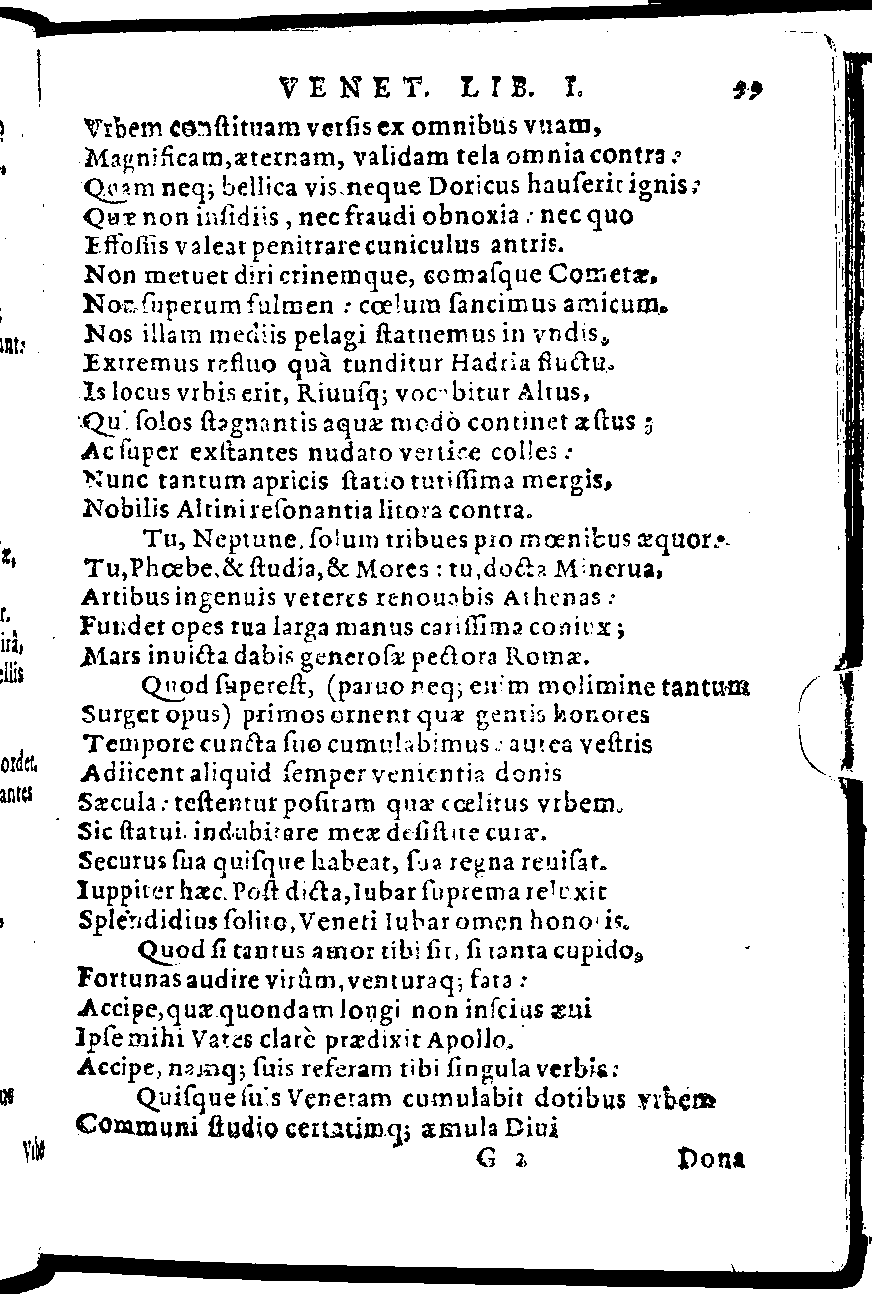 VENET. LIB. I. 99
Vrbem conſtituam verſis ex omnibus vnam,
Magnificam, æternam, validam tela omnia contra:
Quam neq; bellica vis, neque Doricus hauſerit ignis:
Quæ non inſidiis, nec fraudi obnoxia: nec quo
Effoſſis valeat penitrare cuniculus antris.
Non metuet diri crinemque, comaſque Cometæ,
Non ſuperum fulmen: cœlum ſancimus amicum.
Nos illam mediis pelagi ſtatuemus in vndis,
Extremus refluo quà tunditur Hadria fluctu.
Is locus vrbis erit, Riuuſq; vocabitur Altus,
Qui ſolos ſtagnantis aquæ modò continet æſtus;
Ac ſuper exſtantes nudato vertice colles:
Nunc tantum apricis ſtatio tutiſſima mergis,
Nobilis Altini reſonantia litora contra.
Tu, Neptune, ſolum tribues pro mœnibus æquor:
Tu, Phœbe, & ſtudia, & Mores: tu, docta Minerua,
Artibus ingenuis veteres renouabis Athenas:
Fundet opes tua larga manus cariſſima coniux;
Mars inuicta dabis generoſæ pectora Romæ.
Quod ſupereſt, (paruo neq; enim molimine tantum
Surget opus) primos ornent quæ gentis honores
Tempore cuncta ſuo cumulabimus: aurea veſtris
Adiicent aliquid ſemper venientia donis
Sæcula: teſtentur poſitam quæ cœlitus vrbem.
Sic ſtatui. indubitare meæ deſiſtite curæ.
Securus ſua quiſque habeat, ſua regna reuiſat.
Iuppiter hæc. Poſt dicta, Iubar ſuprema reluxit
Splendidius ſolito, Veneti Iubar omen honoris.
Quod ſi tantus amor tibi ſit, ſi tanta cupido,
Fortunas audire virûm, venturaq; fata:
Accipe, quæ quondam longi non inſcius æui
Ipſe mihi Vates clarè prædixit Apollo.
Accipe, namq; ſuis referam tibi ſingula verbis:
Quiſque ſuis Venetam cumulabit dotibus vrbem
Communi ſtudio certatimq; æmula Diui
G 2 Dona